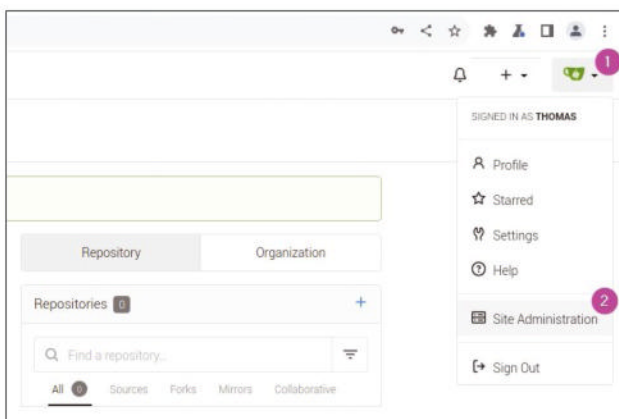 1
SIGNED IN AS THOMAS
Profile
Starred
Settings
Help
2
Site Administration
Sign Out
Repository Organization
Repositories 0
Find a repository...
All 0 Sources Forks Mirrors Collaborative